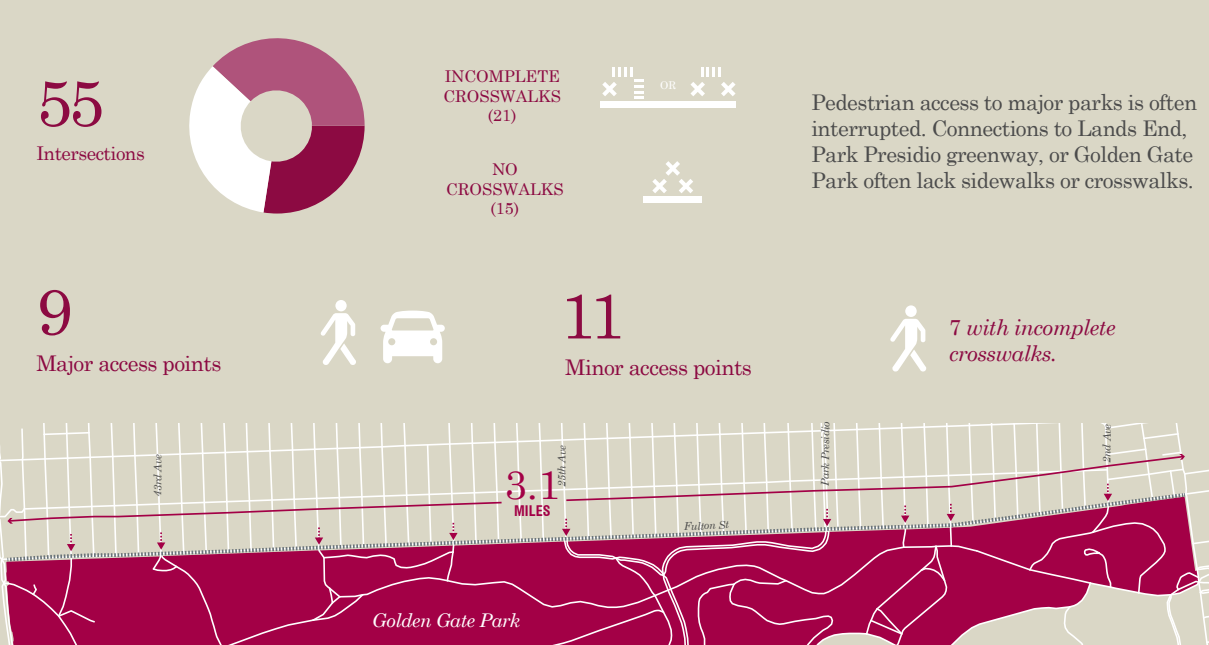 55
Intersections
INCOMPLETE
CROSSWALKS
(21)
OR
NO
CROSSWALKS
(15)
Pedestrian access to major parks is often
interrupted. Connections to Lands End,
Park Presidio greenway, or Golden Gate
Park often lack sidewalks or crosswalks.
9
Major access points
11
Minor access points
7 with incomplete
crosswalks.
43rd Ave
3.1
MILES
25th Ave
Fulton St
Park Presidio
2nd Ave
Golden Gate Park